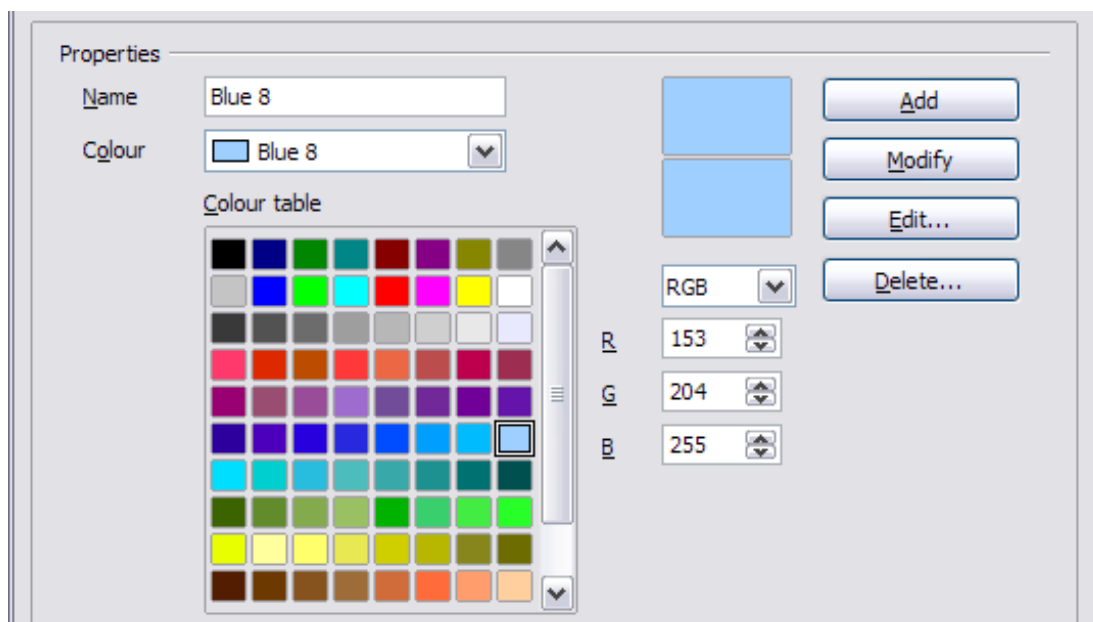 Properties
Name Blue 8 Add
Colour Blue 8 Modify
Colour table Edit...
RGB Delete...
R 153
G 204
B 255